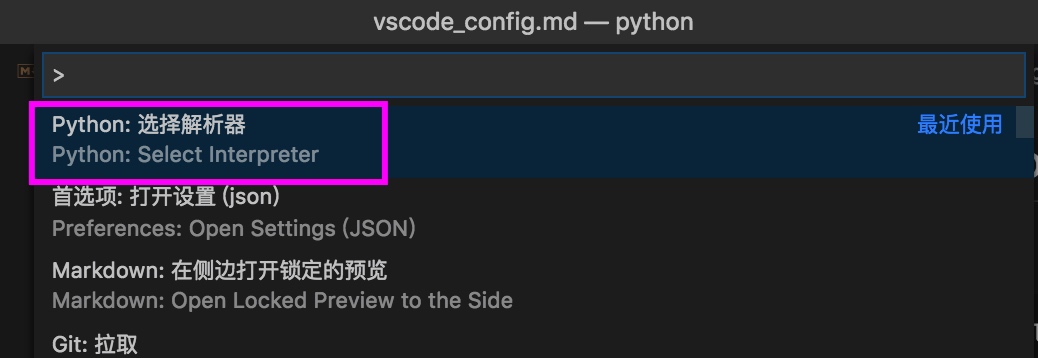 vscode_config.md — python
M
>
Python: 选择解析器 最近使用
Python: Select Interpreter
首选项: 打开设置 (json)
Preferences: Open Settings (JSON)
Markdown: 在侧边打开锁定的预览
Markdown: Open Locked Preview to the Side
Git: 拉取